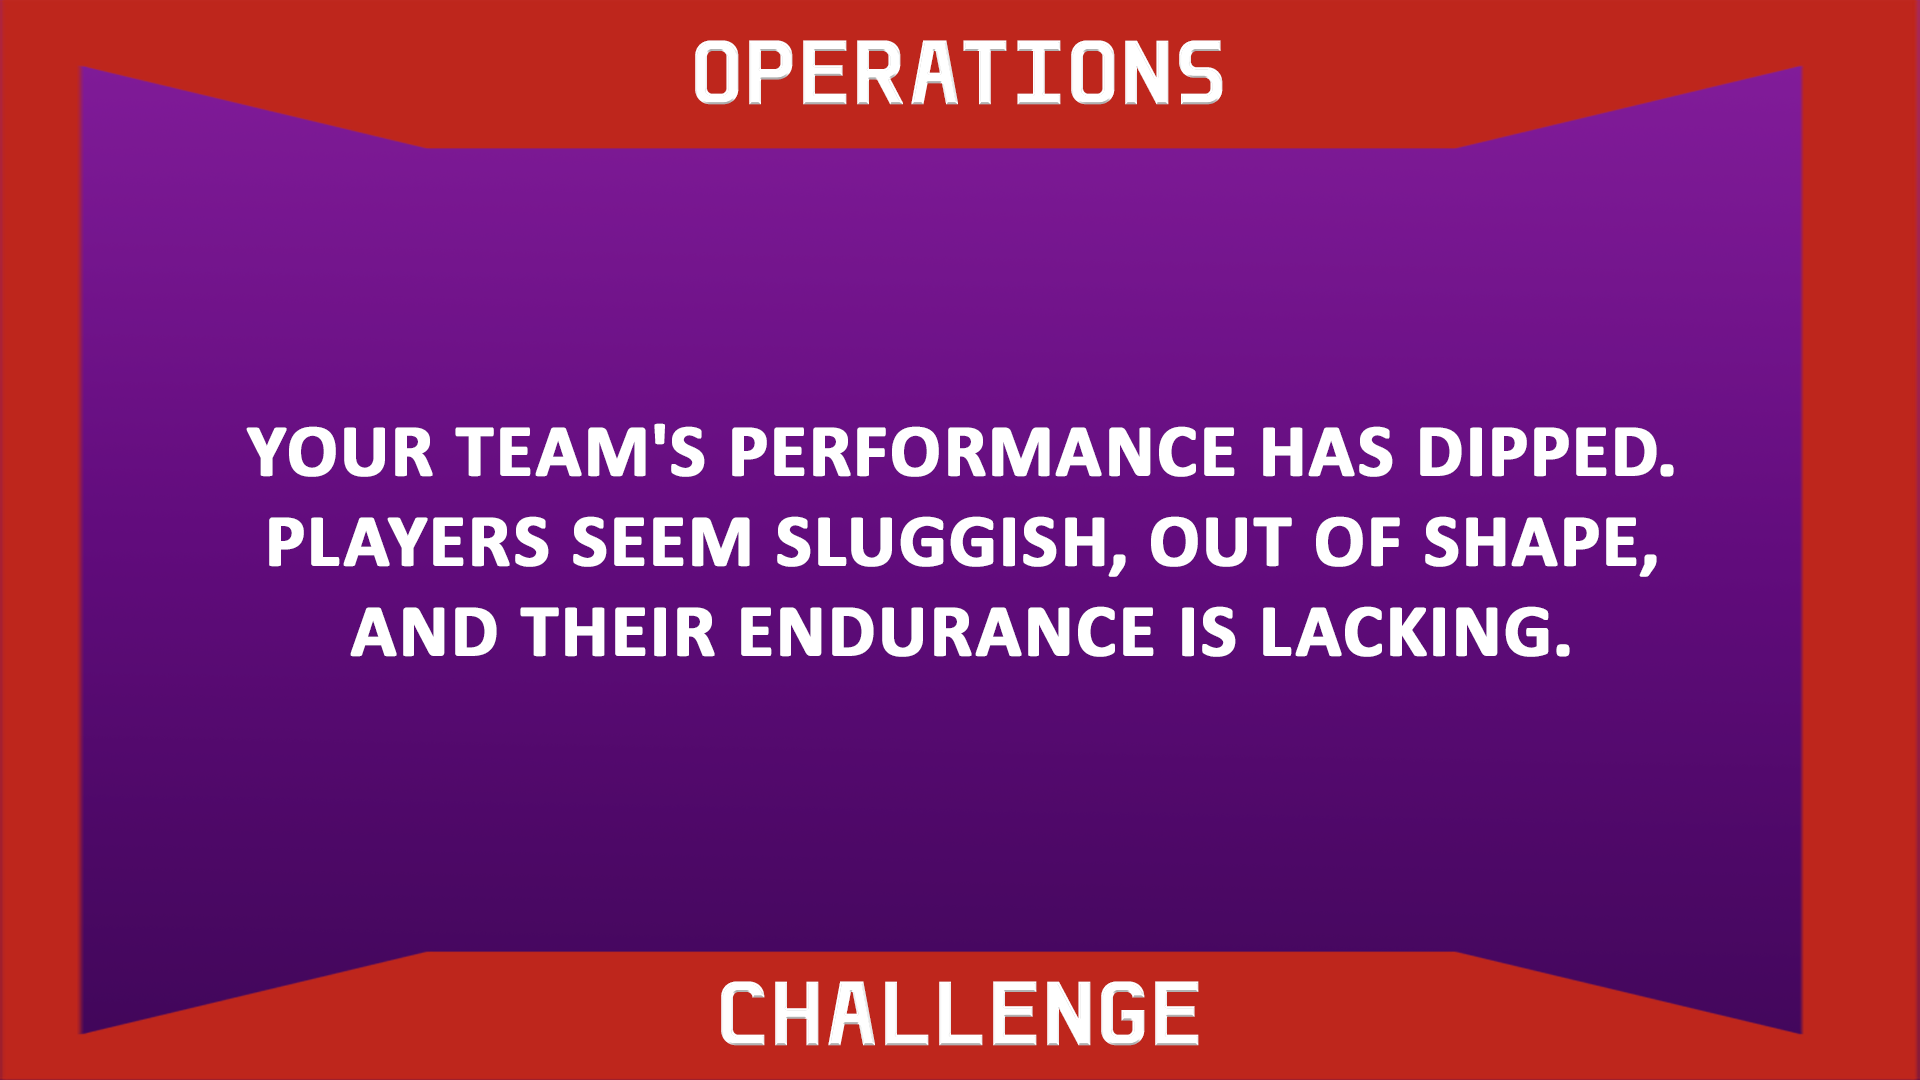 OPERATIONS
YOUR TEAM'S PERFORMANCE HAS DIPPED.
PLAYERS SEEM SLUGGISH, OUT OF SHAPE,
AND THEIR ENDURANCE IS LACKING.
CHALLENGE